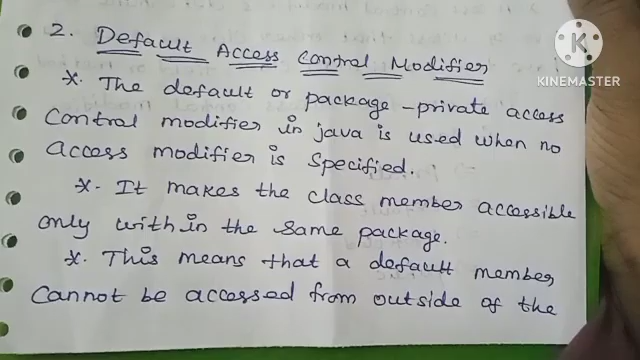 2. Default Access Control Modifier
*. The default or package-private access
control modifier in java is used when no
access modifier is specified.
*. It makes the class member accessible
only with in the same package.
*. This means that a default member,
cannot be accessed from outside of the
K
KINEMASTER